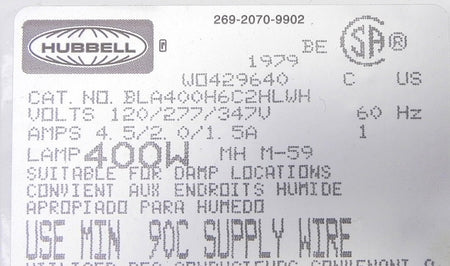 269-2070-9902
HUBBELL
BE
SA ®
1979
WO429640 C US
CAT. NO. BLA400H6C2HLWH
VOLTS 120/277/347V 60 Hz
AMPS 4.5/2.0/1.5A 1
LAMP 400W MH M-59
SUITABLE FOR DAMP LOCATIONS
CONVIENT AUX ENDROITS HUMIDE
APROPIADO PARA HUMEDO
USE MIN 90C SUPPLY WIRE